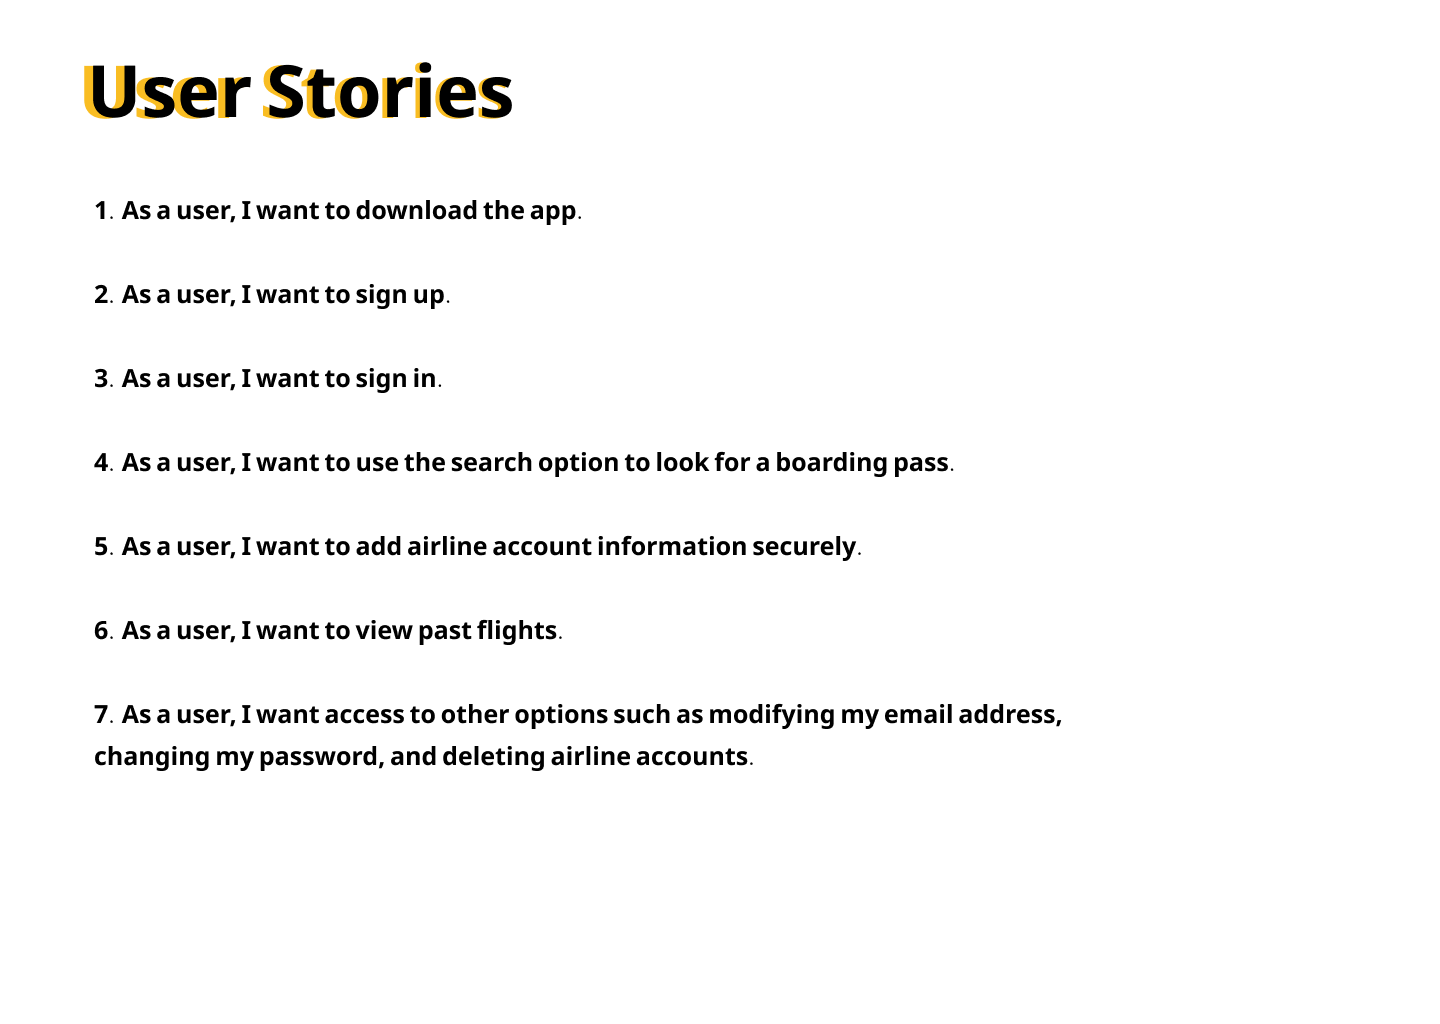 User Stories
1. As a user, I want to download the app.
2. As a user, I want to sign up.
3. As a user, I want to sign in.
4. As a user, I want to use the search option to look for a boarding pass.
5. As a user, I want to add airline account information securely.
6. As a user, I want to view past flights.
7. As a user, I want access to other options such as modifying my email address,
changing my password, and deleting airline accounts.